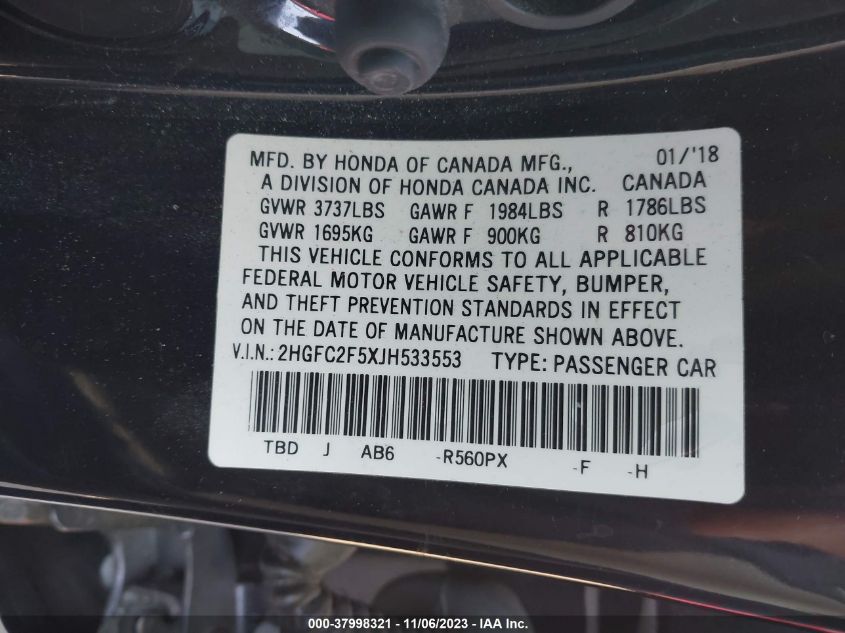 MFD. BY HONDA OF CANADA MFG., 01/'18
A DIVISION OF HONDA CANADA INC. CANADA
GVWR 3737LBS GAWR F 1984LBS R 1786LBS
GVWR 1695KG GAWR F 900KG R 810KG
THIS VEHICLE CONFORMS TO ALL APPLICABLE
FEDERAL MOTOR VEHICLE SAFETY, BUMPER,
AND THEFT PREVENTION STANDARDS IN EFFECT
ON THE DATE OF MANUFACTURE SHOWN ABOVE.
V.I.N.: 2HGFC2F5XJH533553 TYPE: PASSENGER CAR
TBD J AB6 -R560PX -F -H
000-37998321 - 11/06/2023 - IAA Inc.